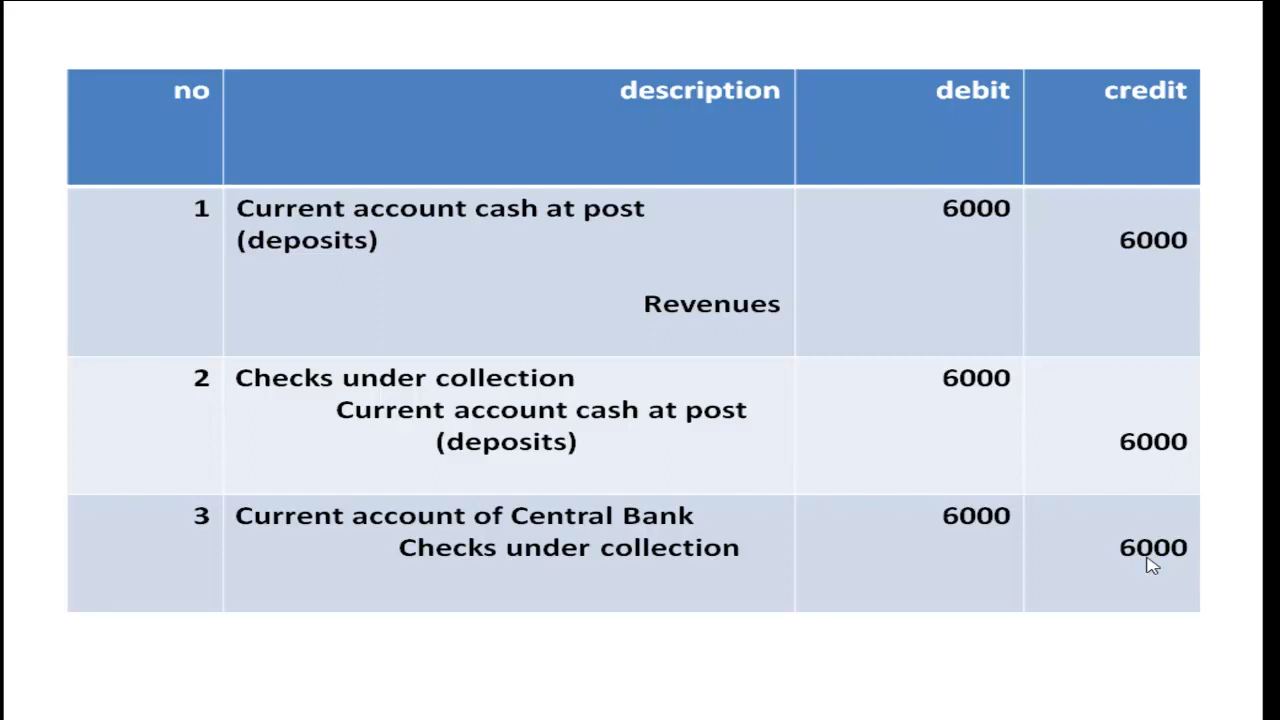 no description debit credit
1 Current account cash at post 6000
(deposits) 6000
Revenues
2 Checks under collection 6000
Current account cash at post
(deposits) 6000
3 Current account of Central Bank 6000
Checks under collection 6000